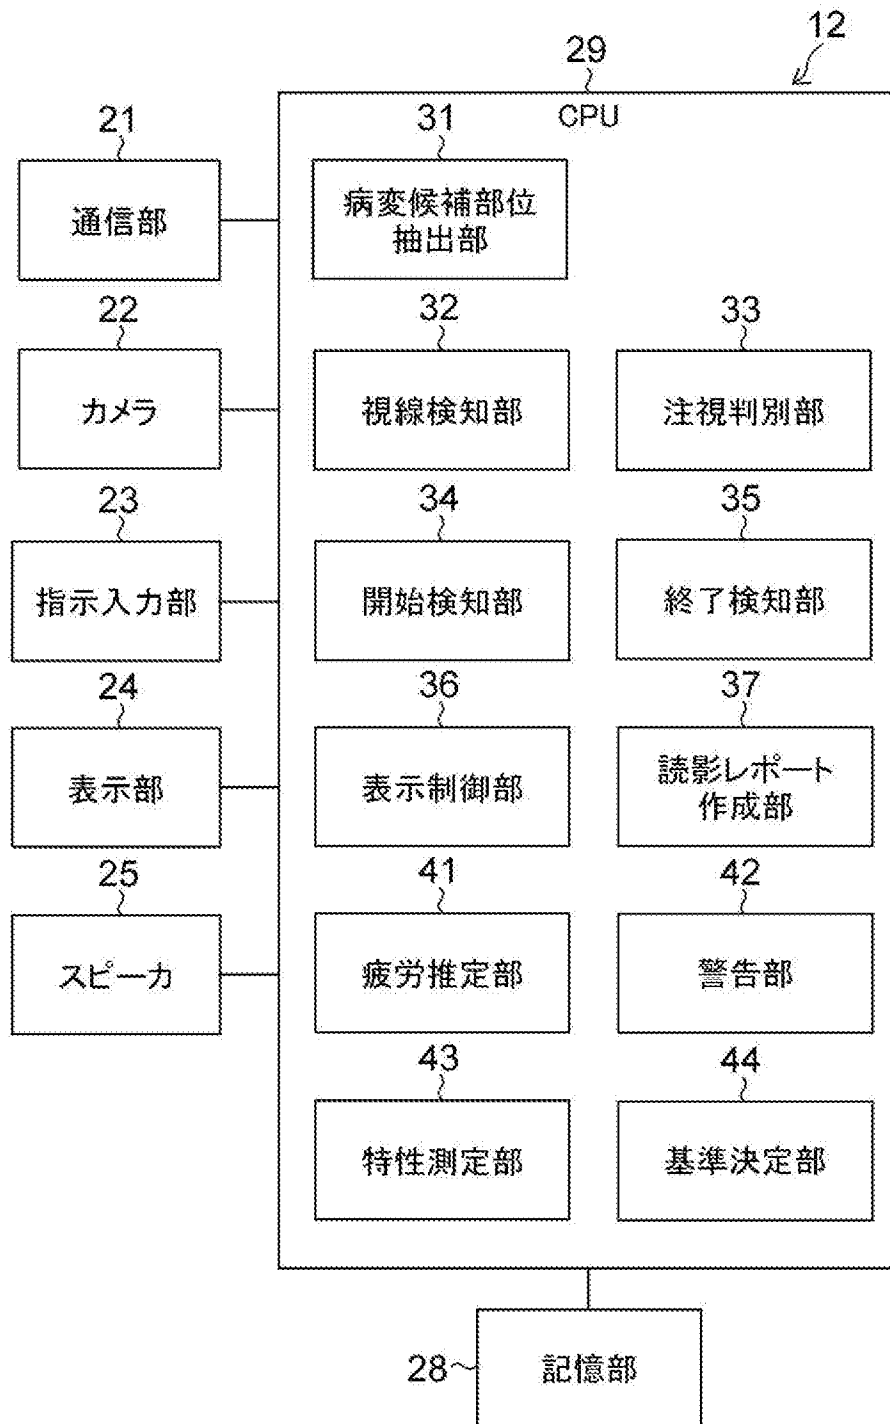 12
29
CPU
21
通信部
31
病変候補部位
抽出部
22
カメラ
32
視線検知部
33
注視判別部
23
指示入力部
34
開始検知部
35
終了検知部
24
表示部
36
表示制御部
37
読影レポート
作成部
25
スピーカ
41
疲労推定部
42
警告部
43
特性測定部
44
基準決定部
28
記憶部